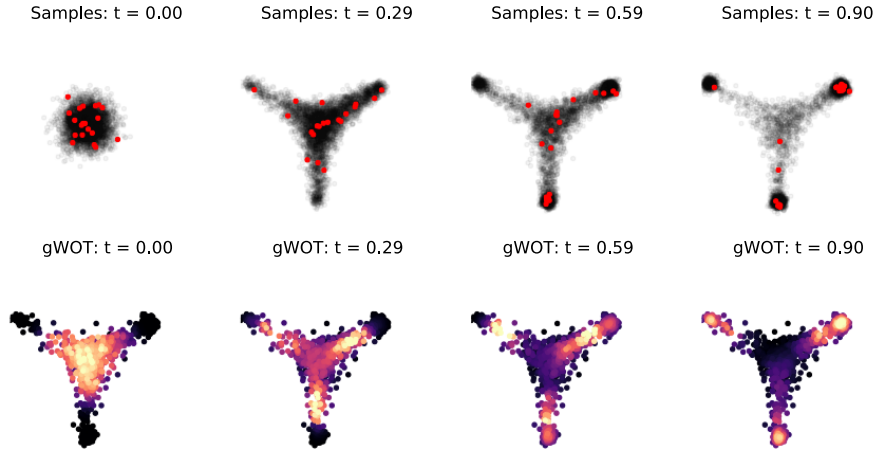 Samples: t = 0.00
Samples: t = 0.29
Samples: t = 0.59
Samples: t = 0.90
gWOT: t = 0.00
gWOT: t = 0.29
gWOT: t = 0.59
gWOT: t = 0.90